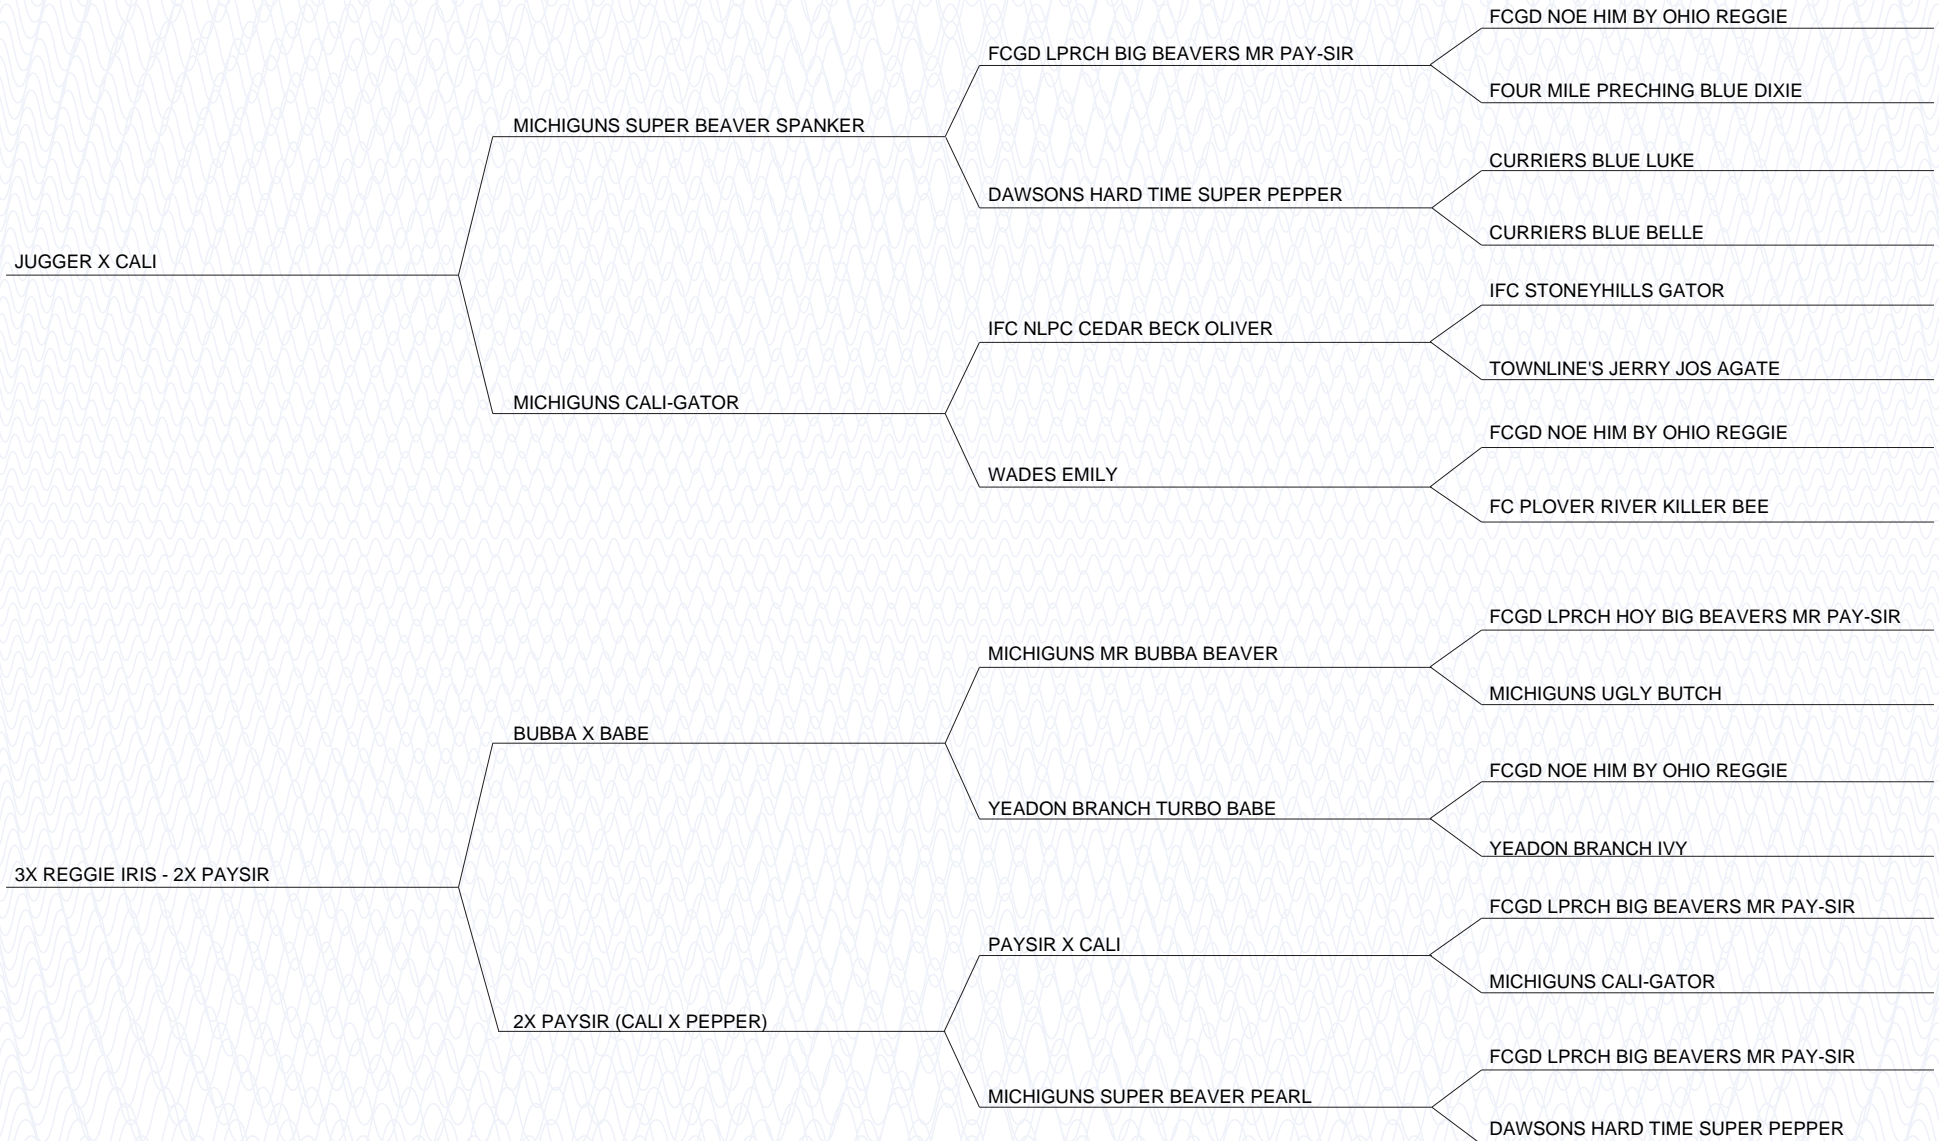 FCGD NOE HIM BY OHIO REGGIE
FCGD LPRCH BIG BEAVERS MR PAY-SIR
FOUR MILE PRECHING BLUE DIXIE
MICHIGUNS SUPER BEAVER SPANKER
CURRIERS BLUE LUKE
DAWSONS HARD TIME SUPER PEPPER
CURRIERS BLUE BELLE
JUGGER X CALI
IFC STONEYHILLS GATOR
IFC NLPC CEDAR BECK OLIVER
TOWNLINE'S JERRY JOS AGATE
MICHIGUNS CALI-GATOR
FCGD NOE HIM BY OHIO REGGIE
WADES EMILY
FC PLOVER RIVER KILLER BEE
FCGD LPRCH HOY BIG BEAVERS MR PAY-SIR
MICHIGUNS MR BUBBA BEAVER
MICHIGUNS UGLY BUTCH
BUBBA X BABE
FCGD NOE HIM BY OHIO REGGIE
YEADON BRANCH TURBO BABE
YEADON BRANCH IVY
3X REGGIE IRIS - 2X PAYSIR
FCGD LPRCH BIG BEAVERS MR PAY-SIR
PAYSIR X CALI
MICHIGUNS CALI-GATOR
2X PAYSIR (CALI X PEPPER)
FCGD LPRCH BIG BEAVERS MR PAY-SIR
MICHIGUNS SUPER BEAVER PEARL
DAWSONS HARD TIME SUPER PEPPER